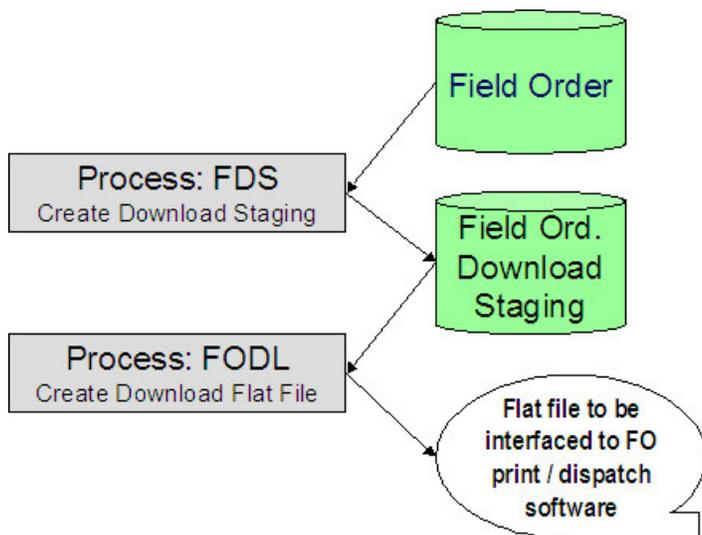 Field Order
Process: FDS
Create Download Staging
Field Ord.
Download
Staging
Process: FODL
Create Download Flat File
Flat file to be
interfaced to FO
print / dispatch
software